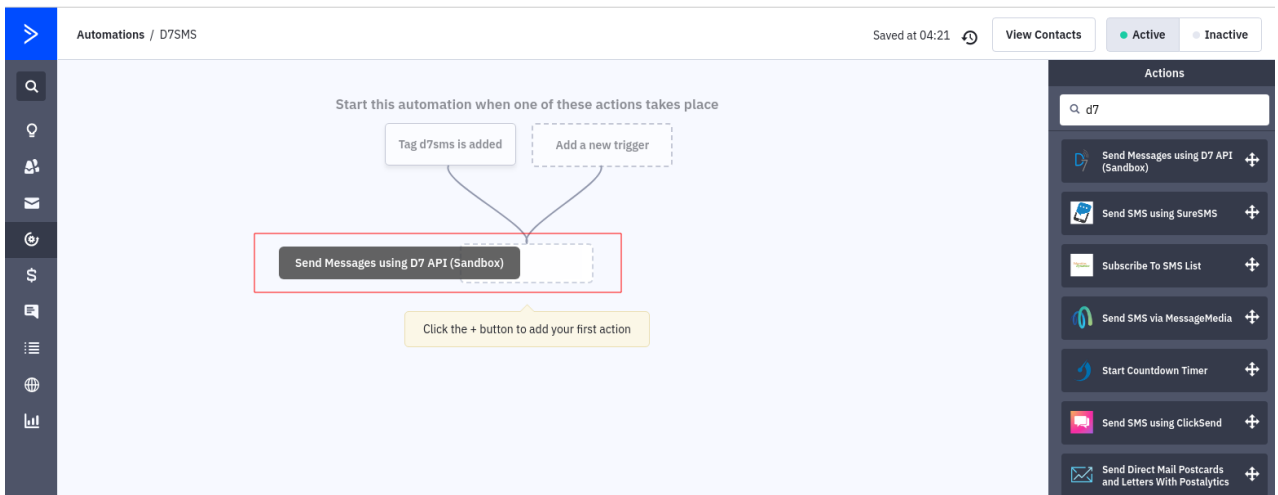 Automations / D7SMS
Saved at 04:21
View Contacts
Active
Inactive
Start this automation when one of these actions takes place
Tag d7sms is added
Add a new trigger
Send Messages using D7 API (Sandbox)
Click the + button to add your first action
Actions
d7
Send Messages using D7 API
(Sandbox)
Send SMS using SureSMS
Subscribe To SMS List
Send SMS via MessageMedia
Start Countdown Timer
Send SMS using ClickSend
Send Direct Mail Postcards
and Letters With Postalytics